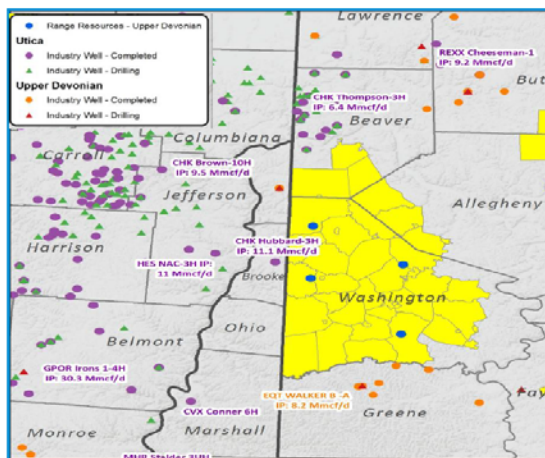 Range Resources - Upper Devonian
Utica
Industry Well - Completed
Industry Well - Drilling
Upper Devonian
Industry Well - Completed
Industry Well - Drilling
Lawrence
REXX Cheeseman-1
IP: 9.2 Mmcf/d
But
CHK Thompson-3H
IP: 6.4 Mmcf/d
Beaver
Columbiana
Carroll
CHK Brown-10H
IP: 9.5 Mmcf/d
Jefferson
Allegheny
Harrison
CHK Hubbard-3H
IP: 11.1 Mmcf/d
HES NAC-3H IP:
11 Mmcf/d
Brooke
Washington
Ohio
Belmont
GPOR Irons 1-4H
IP: 30.3 Mmcf/d
EQT WALKER B -A
IP: 8.2 Mmcf/d
Fay
CVX Conner 6H
Greene
Monroe
Marshall